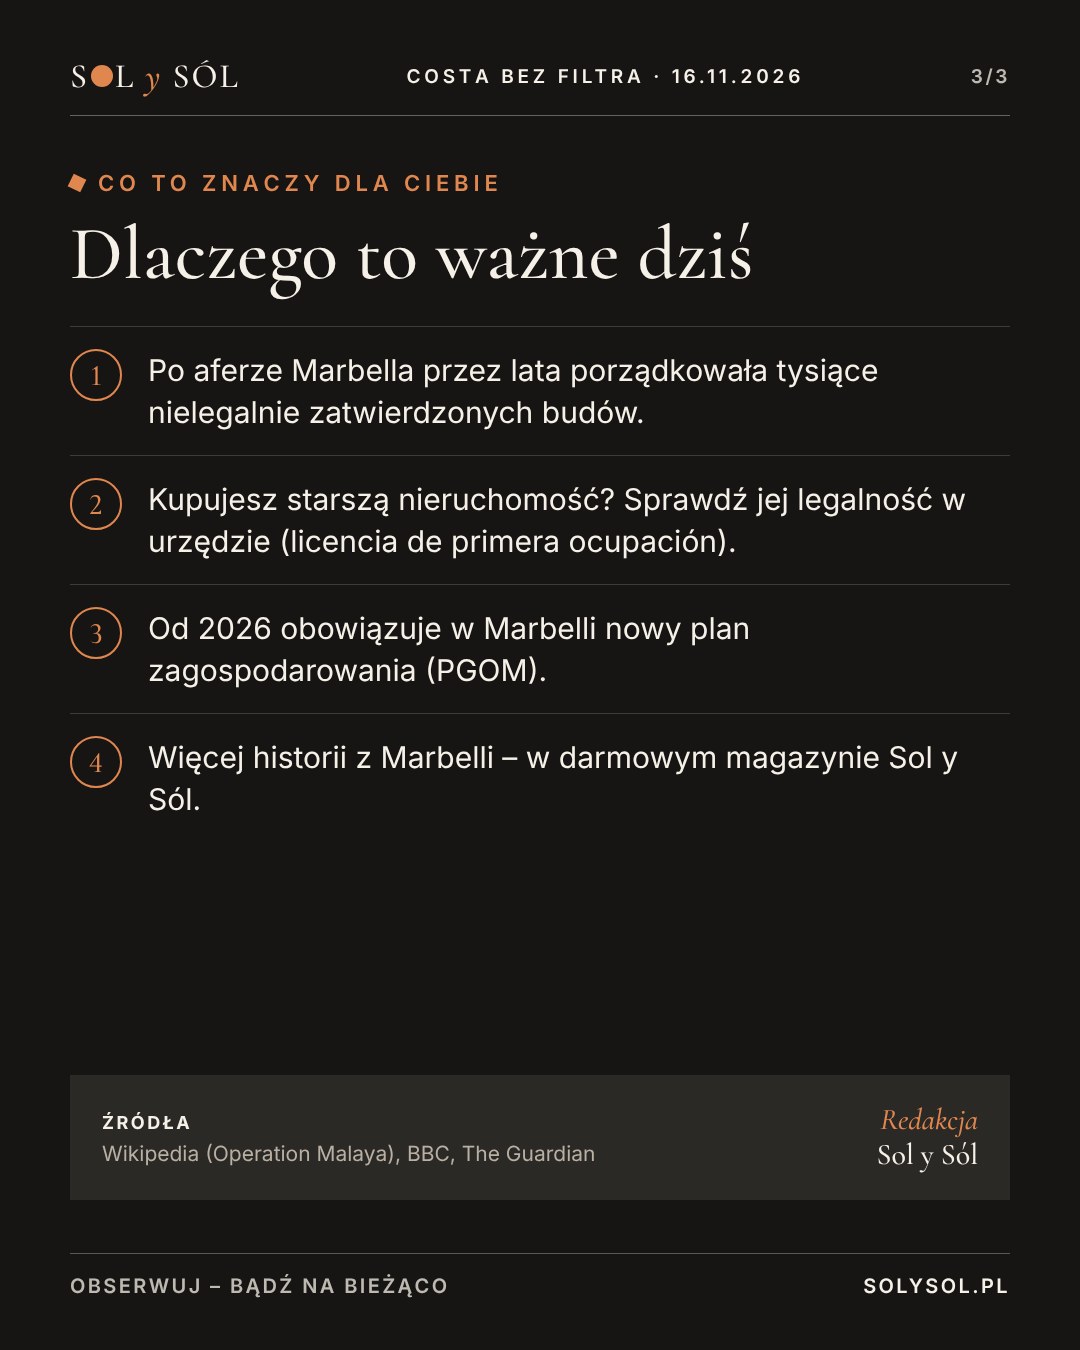 SOL y SÓL
COSTA BEZ FILTRA · 16.11.2026
3/3
CO TO ZNACZY DLA CIEBIE
Dlaczego to ważne dziś
1
Po aferze Marbella przez lata porządkowała tysiące
nielegalnie zatwierdzonych budów.
2
Kupujesz starszą nieruchomość? Sprawdź jej legalność w
urzędzie (licencia de primera ocupación).
3
Od 2026 obowiązuje w Marbelli nowy plan
zagospodarowania (PGOM).
4
Więcej historii z Marbelli – w darmowym magazynie Sol y
Sól.
ŹRÓDŁA
Wikipedia (Operation Malaya), BBC, The Guardian
Redakcja
Sol y Sól
OBSERWUJ – BĄDŹ NA BIEŻĄCO
SOLYSOL.PL